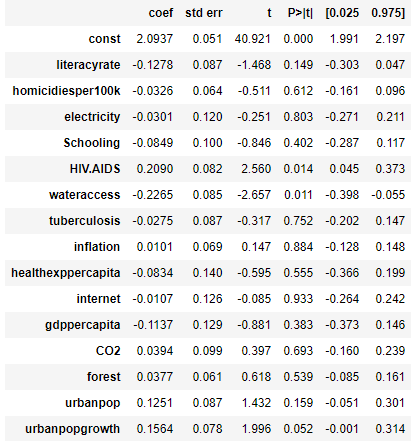 coef std err t P>|t| [0.025 0.975]
const 2.0937 0.051 40.921 0.000 1.991 2.197
literacyrate -0.1278 0.087 -1.468 0.149 -0.303 0.047
homicidiesper100k -0.0326 0.064 -0.511 0.612 -0.161 0.096
electricity -0.0301 0.120 -0.251 0.803 -0.271 0.211
Schooling -0.0849 0.100 -0.846 0.402 -0.287 0.117
HIV.AIDS 0.2090 0.082 2.560 0.014 0.045 0.373
wateraccess -0.2265 0.085 -2.657 0.011 -0.398 -0.055
tuberculosis -0.0275 0.087 -0.317 0.752 -0.202 0.147
inflation 0.0101 0.069 0.147 0.884 -0.128 0.148
healthexppercapita -0.0834 0.140 -0.595 0.555 -0.366 0.199
internet -0.0107 0.126 -0.085 0.933 -0.264 0.242
gdppercapita -0.1137 0.129 -0.881 0.383 -0.373 0.146
CO2 0.0394 0.099 0.397 0.693 -0.160 0.239
forest 0.0377 0.061 0.618 0.539 -0.085 0.161
urbanpop 0.1251 0.087 1.432 0.159 -0.051 0.301
urbanpopgrowth 0.1564 0.078 1.996 0.052 -0.001 0.314